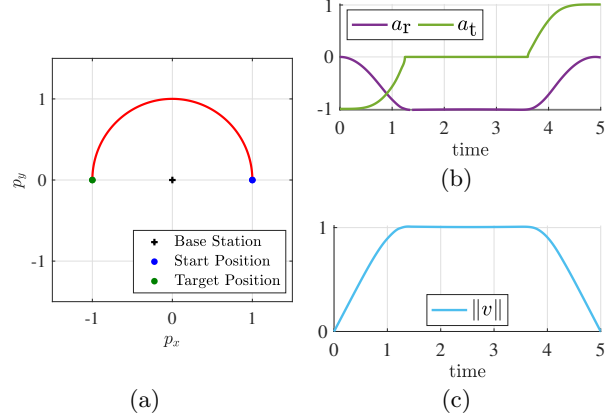 1
0
-1
p_y
-1
0
1
p_x
Base Station
Start Position
Target Position
(a)
a_r a_t
1
0
-1
0 1 2 3 4 5
time
(b)
1
0
‖v‖
0 1 2 3 4 5
time
(c)